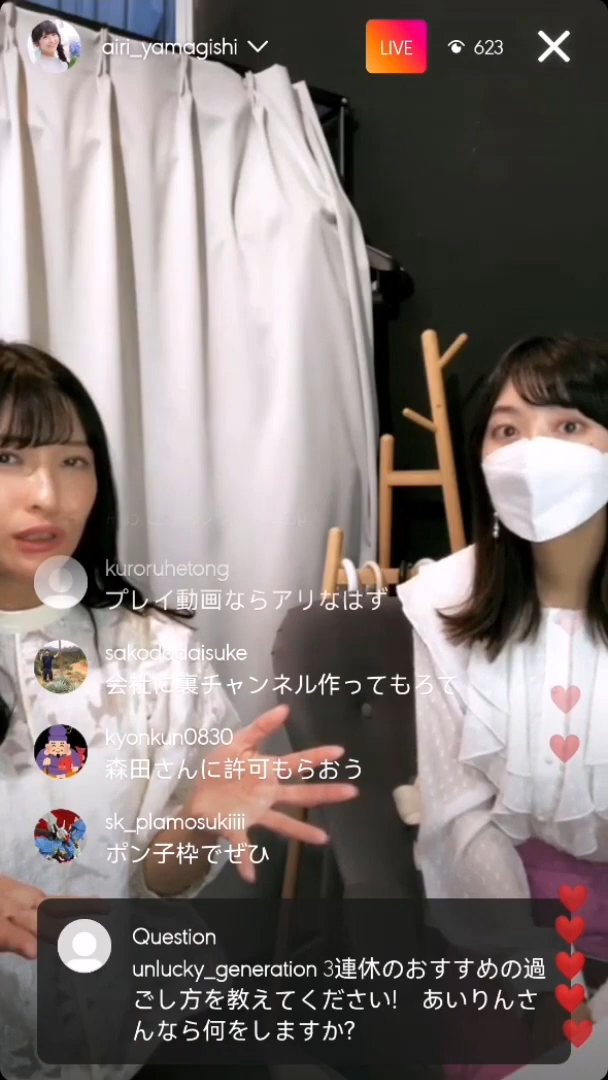 airi_yamagishi
LIVE
623
kuroruhetong
プレイ動画ならアリなはず
sakodadaisuke
会社に裏チャンネル作ってもろて
kyonkun0830
森田さんに許可もらおう
sk_plamosukiiii
ポン子枠でぜひ
Question
unlucky_generation 3連休のおすすめの過
ごし方を教えてください! あいりんさ
んなら何をしますか?